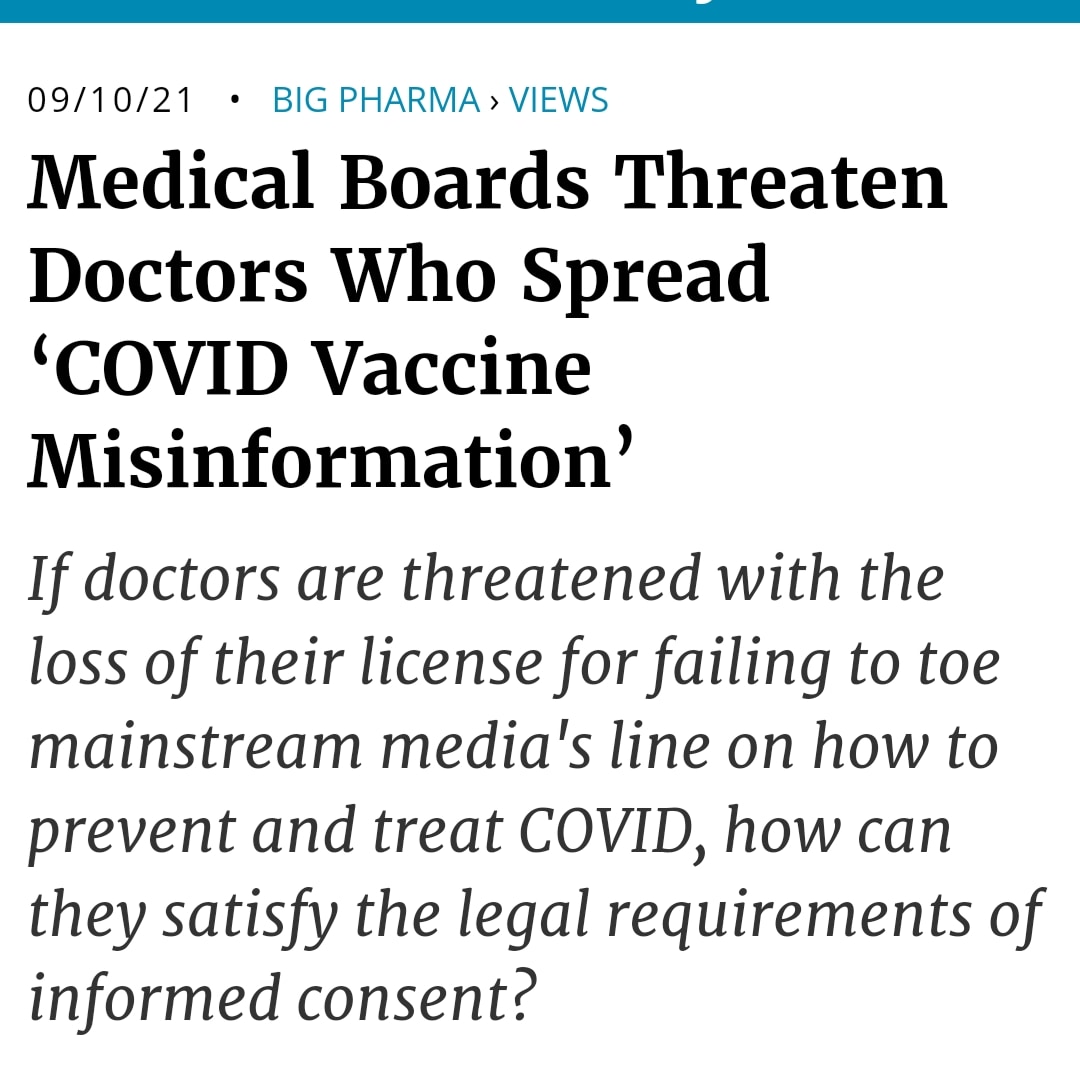 09/10/21 • BIG PHARMA › VIEWS
Medical Boards Threaten
Doctors Who Spread
‘COVID Vaccine
Misinformation’
If doctors are threatened with the
loss of their license for failing to toe
mainstream media's line on how to
prevent and treat COVID, how can
they satisfy the legal requirements of
informed consent?